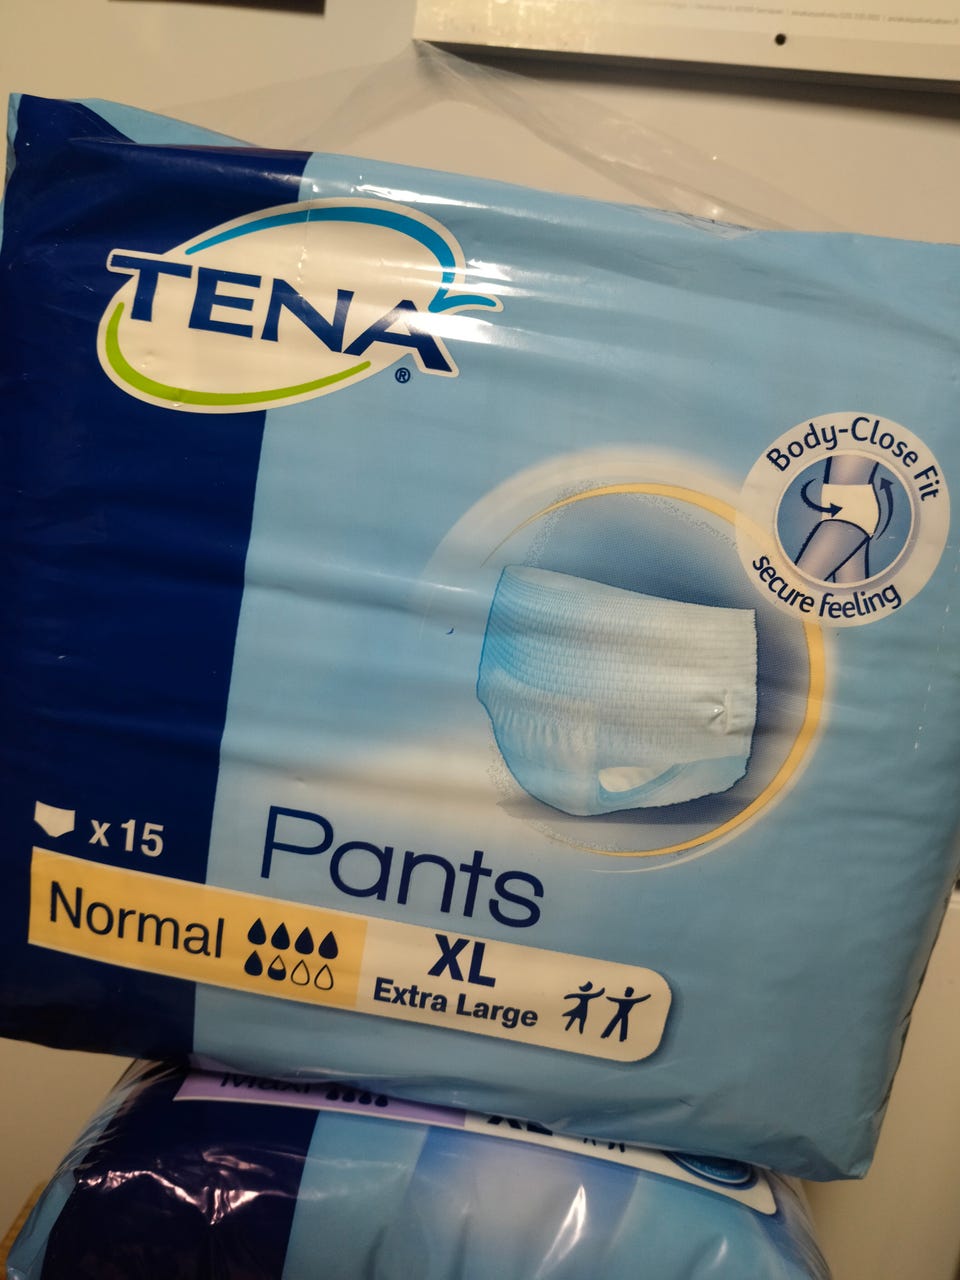 TENA
®
Body-Close Fit
secure feeling
x 15
Pants
Normal
XL
Extra Large
Maxi
XL